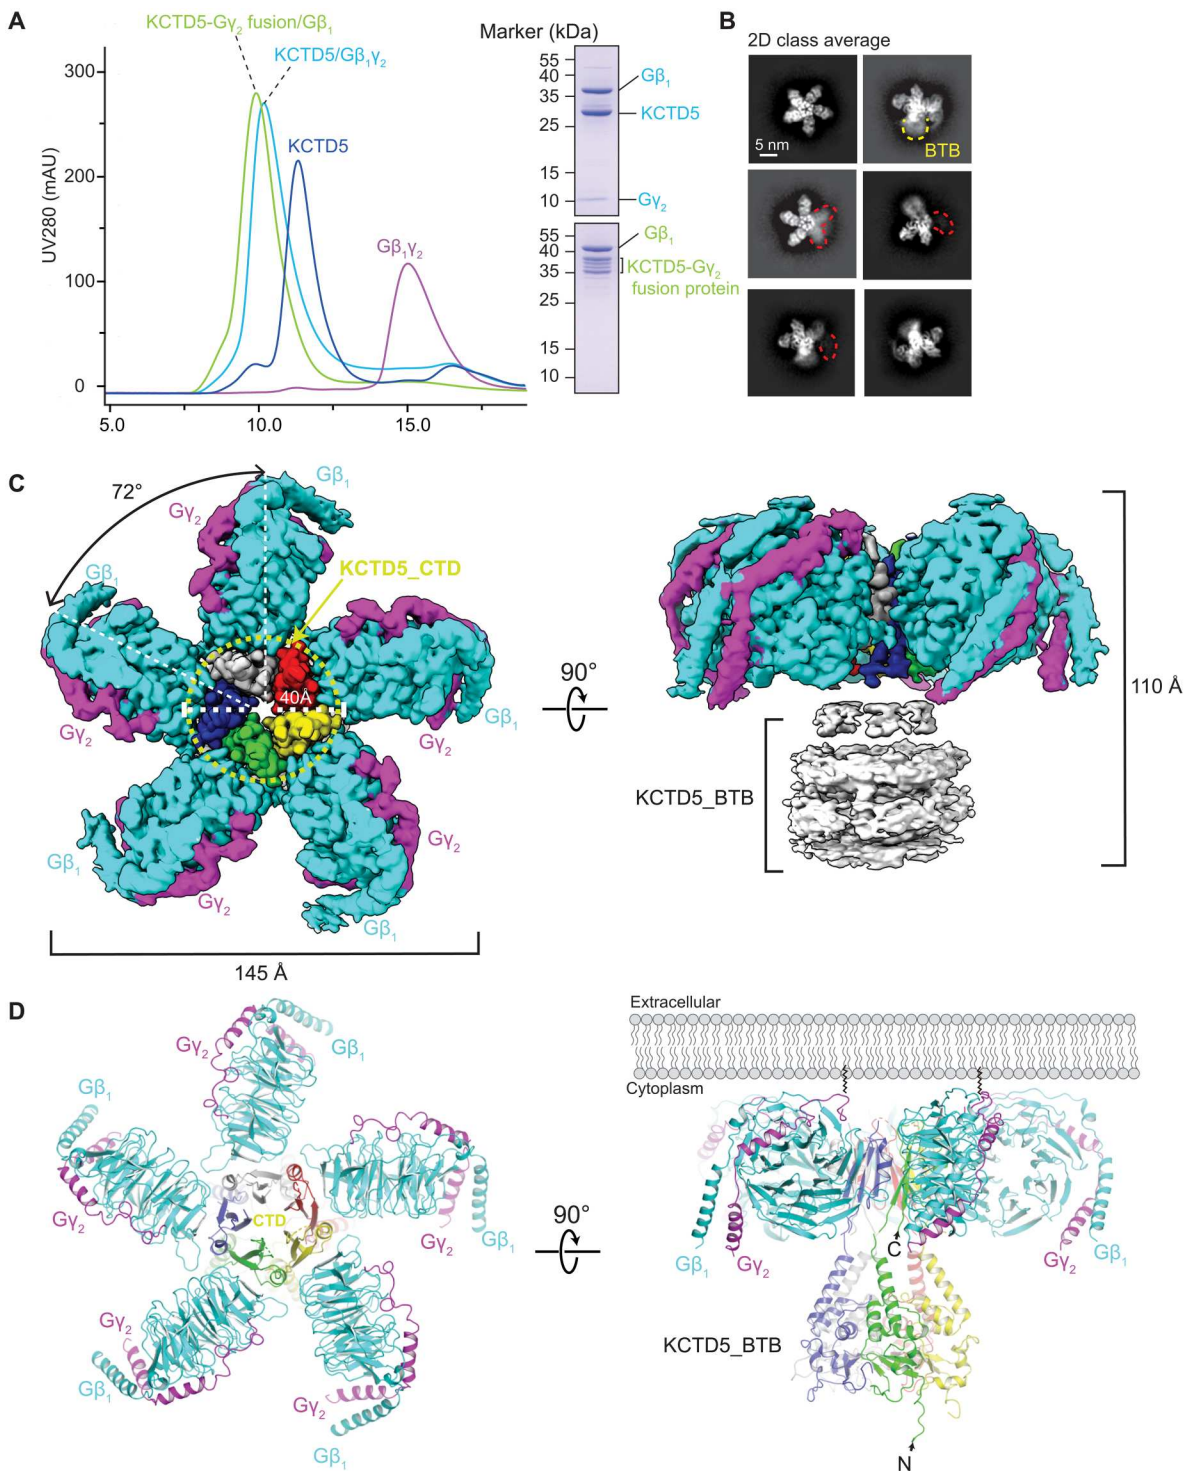 A
KCTD5-Gγ₂ fusion/Gβ₁
KCTD5/Gβ₁γ₂
KCTD5
Gβ₁γ₂
UV280 (mAU)
300
200
100
0
5.0
10.0
15.0
Marker (kDa)
55
40
35
25
15
10
Gβ₁
KCTD5
Gγ₂
55
40
35
25
15
10
Gβ₁
KCTD5-Gγ₂
fusion protein
B
2D class average
5 nm
BTB
C
72°
Gβ₁
Gγ₂
Gβ₁
KCTD5_CTD
40Å
Gγ₂
Gγ₂
Gβ₁
Gβ₁
Gγ₂
Gγ₂
Gβ₁
145 Å
90°
KCTD5_BTB
110 Å
D
Gγ₂
Gβ₁
Gβ₁
Gγ₂
CTD
Gγ₂
Gβ₁
Gγ₂
Gβ₁
Gγ₂
Gβ₁
90°
Extracellular
Cytoplasm
Gβ₁
Gγ₂
C
Gγ₂
Gβ₁
KCTD5_BTB
N